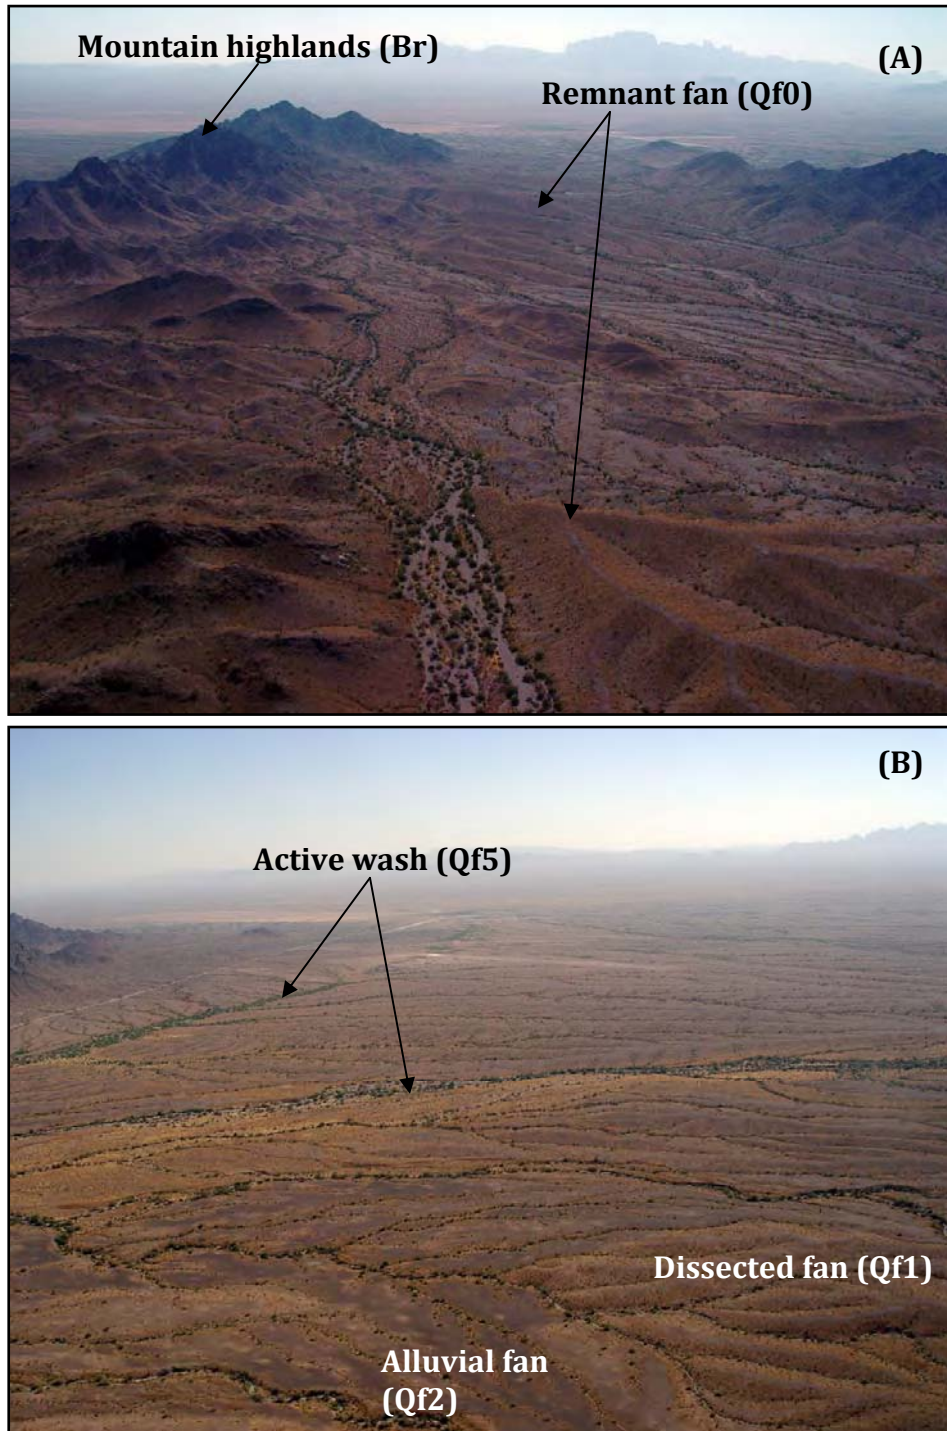 Mountain highlands (Br)
(A)
Remnant fan (Qf0)
(B)
Active wash (Qf5)
Dissected fan (Qf1)
Alluvial fan
(Qf2)